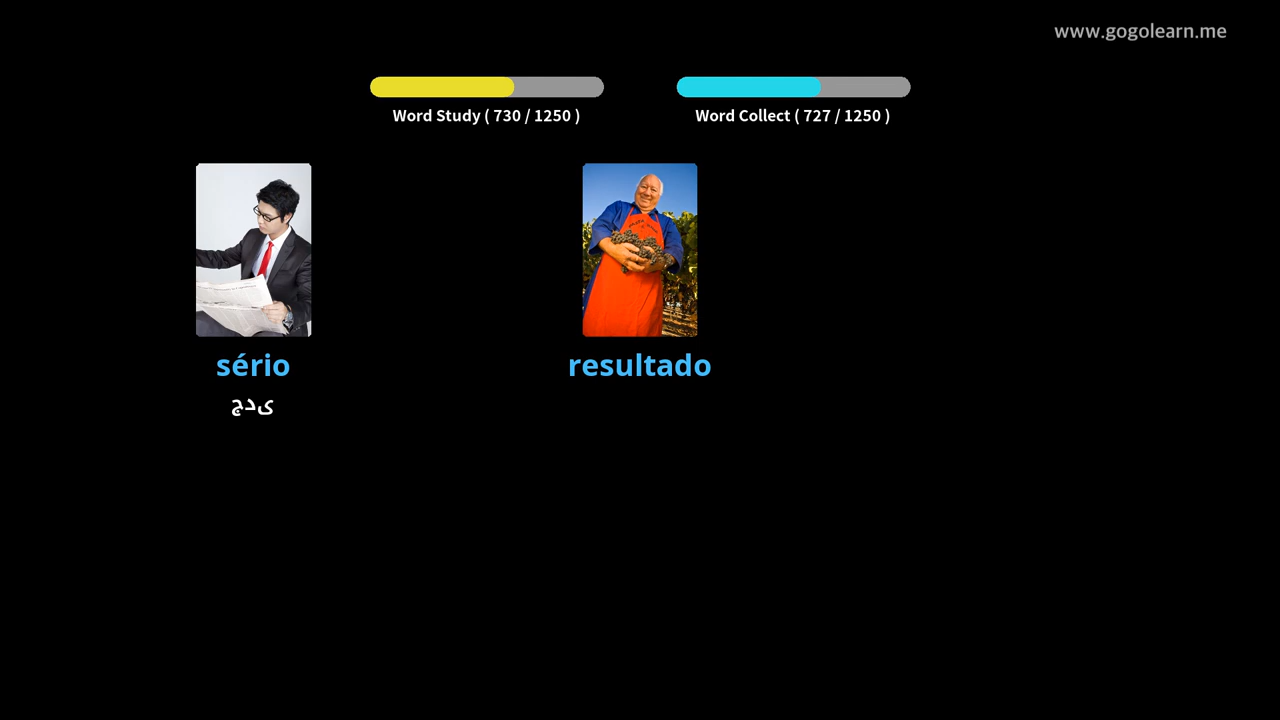 www.gogolearn.me
Word Study ( 730 / 1250 )
Word Collect ( 727 / 1250 )
sério
resultado
جدی